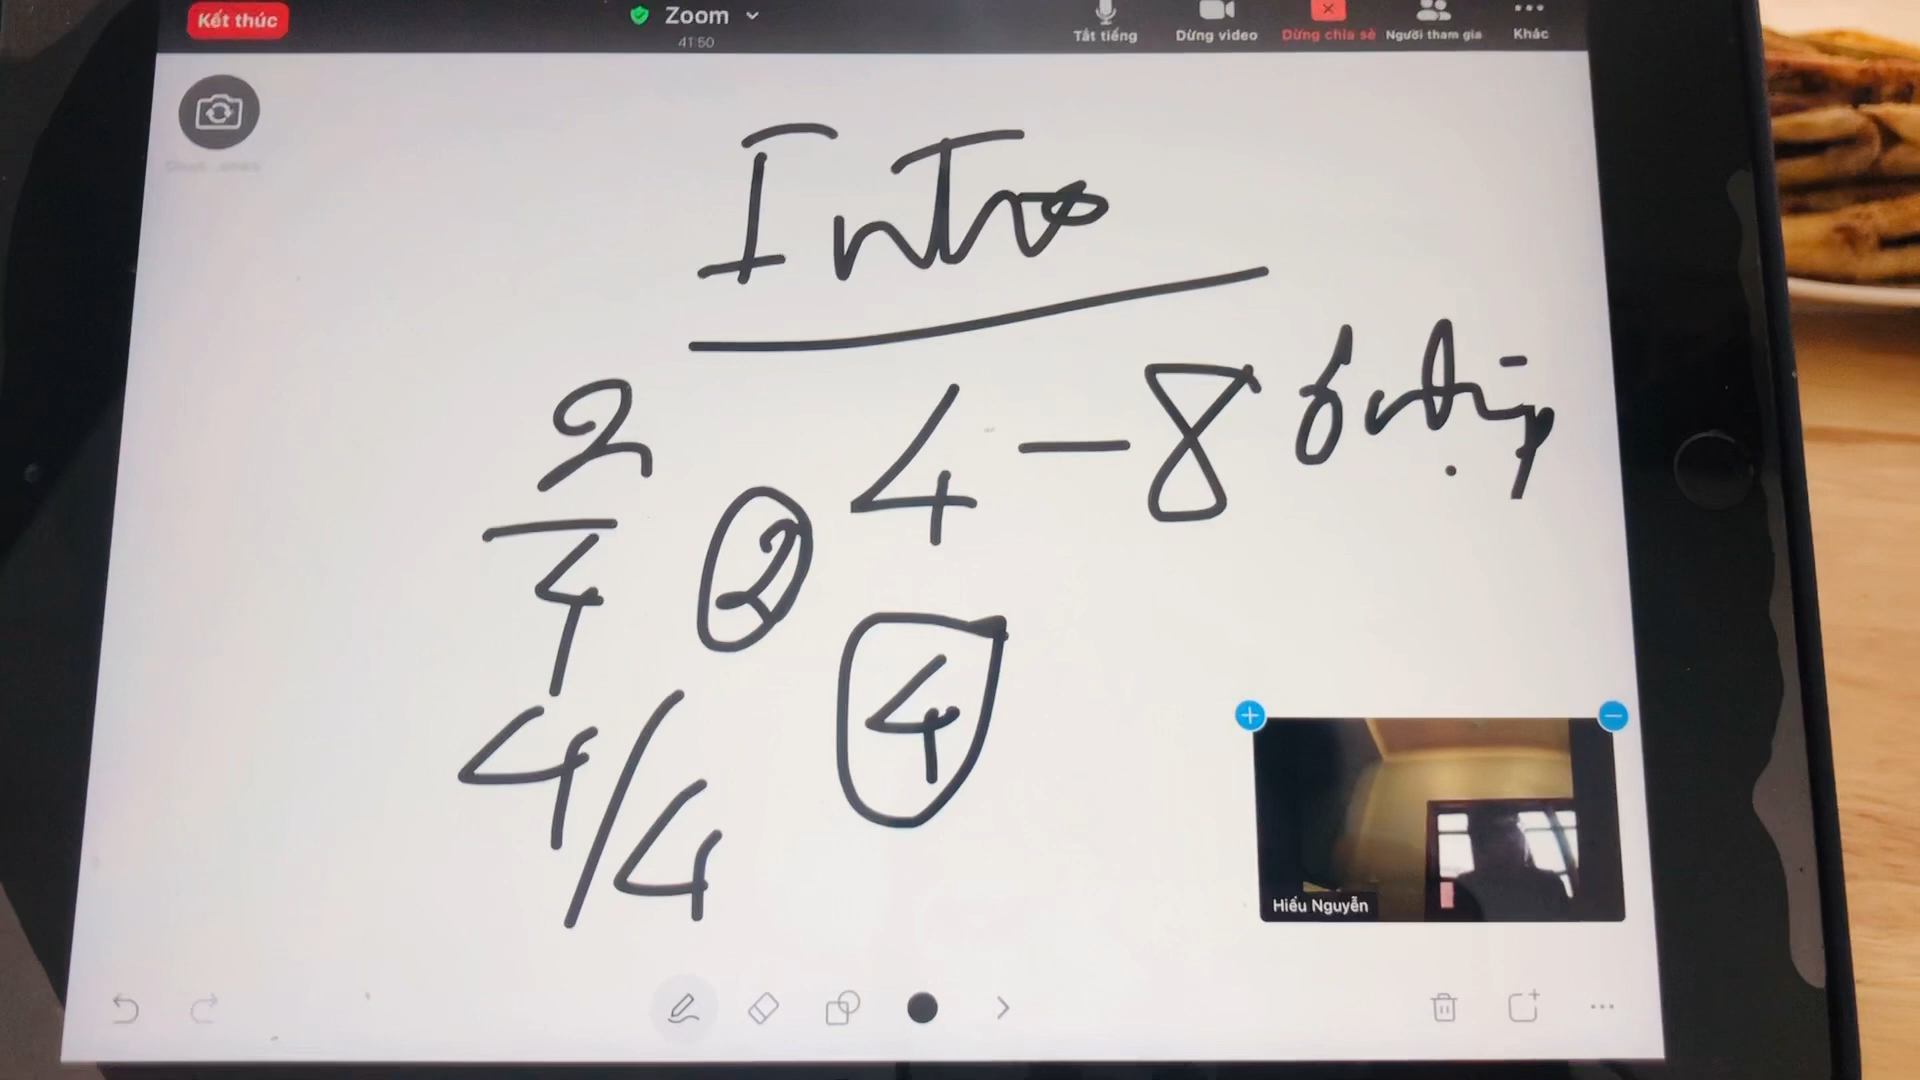 Kết thúc
Zoom
41:50
Tắt tiếng
Dừng video
Dừng chia sẻ
Người tham gia
Khác
Intro
2/4 4-8
2
4/4 4
Hiếu Nguyễn